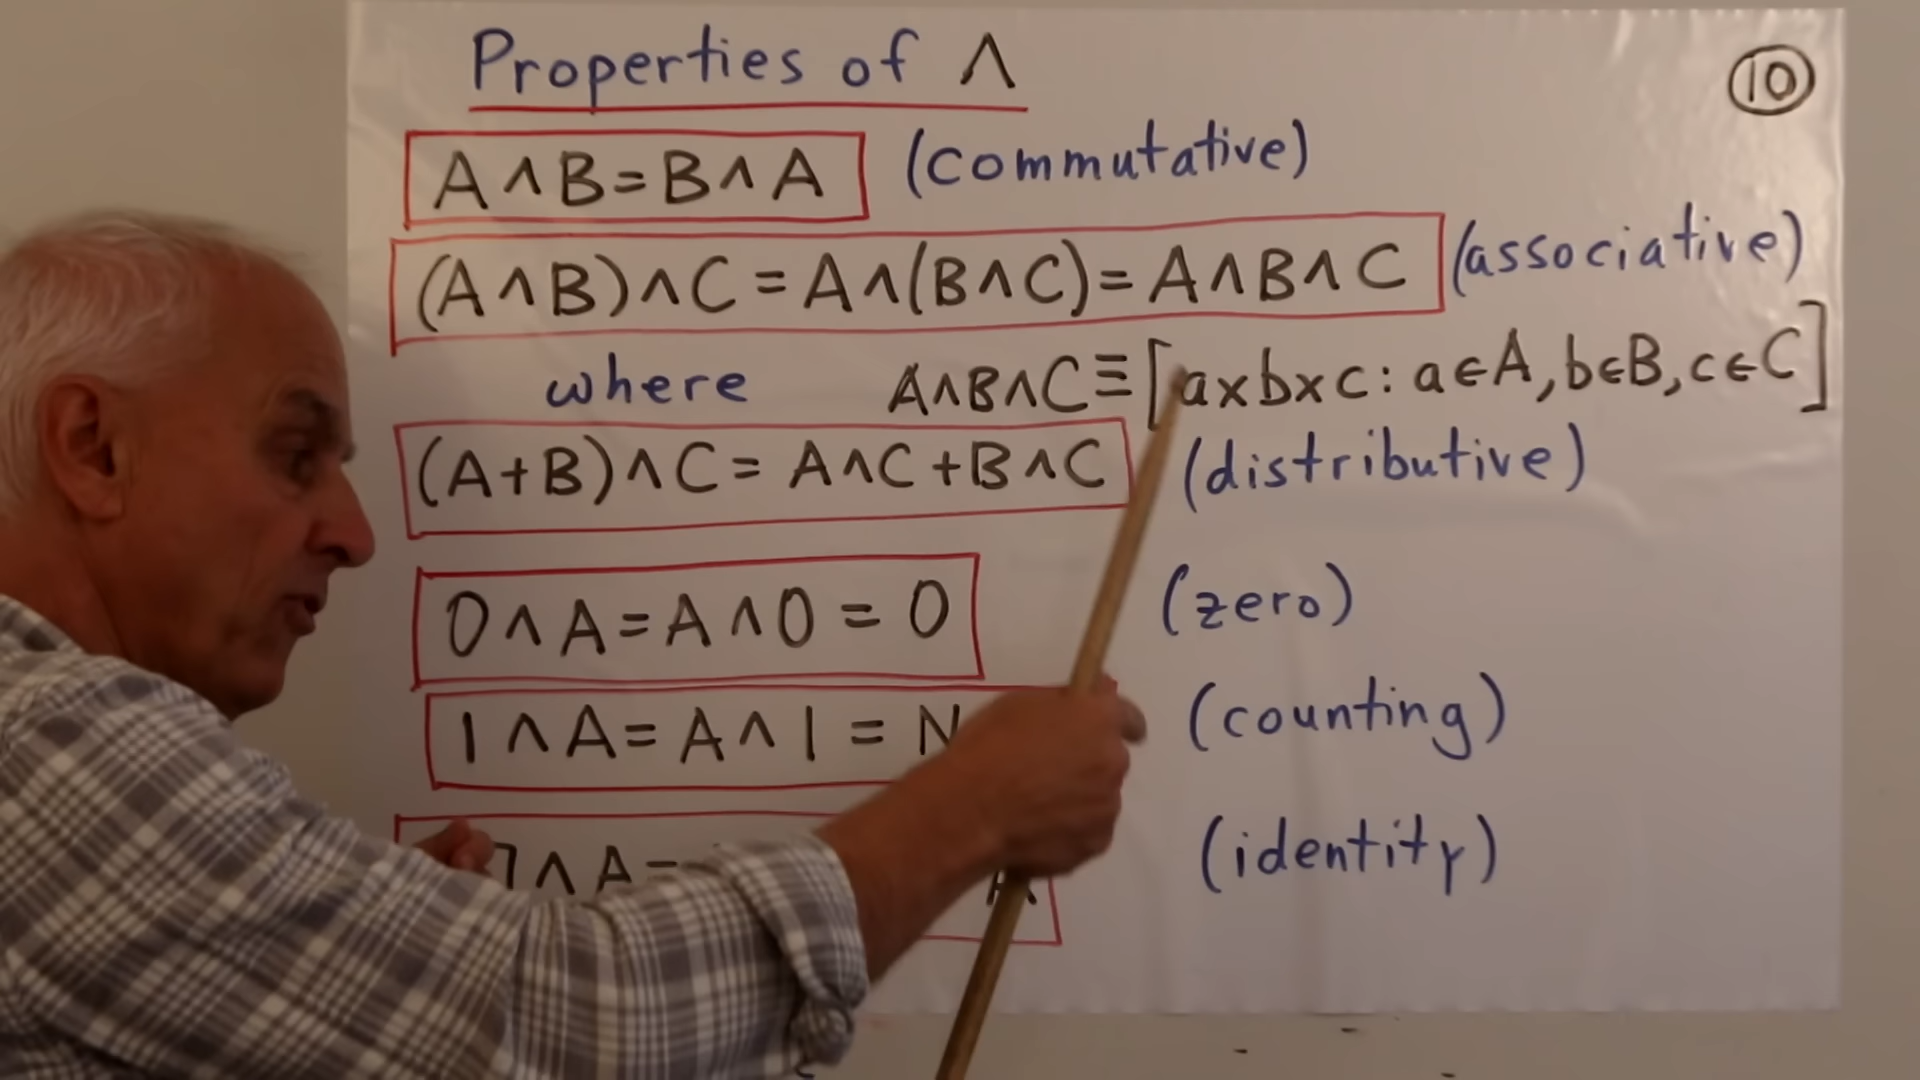 Properties of ∧
10
A∧B=B∧A (commutative)
(A∧B)∧C=A∧(B∧C)=A∧B∧C (associative)
where A∧B∧C≡[a×b×c: a∈A, b∈B, c∈C]
(A+B)∧C=A∧C+B∧C (distributive)
0∧A=A∧0=0 (zero)
1∧A=A∧1=N (counting)
∧A= A (identity)